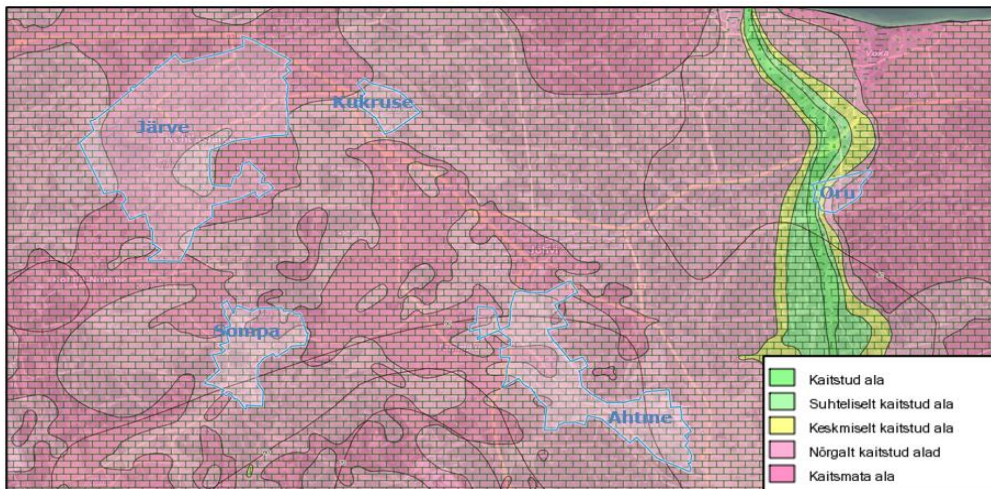 Kukruse
Järve
Oru
Sompa
Ahtme
Kaitstud ala
Suhteliselt kaitstud ala
Keskmiselt kaitstud ala
Nõrgalt kaitstud alad
Kaitsmata ala